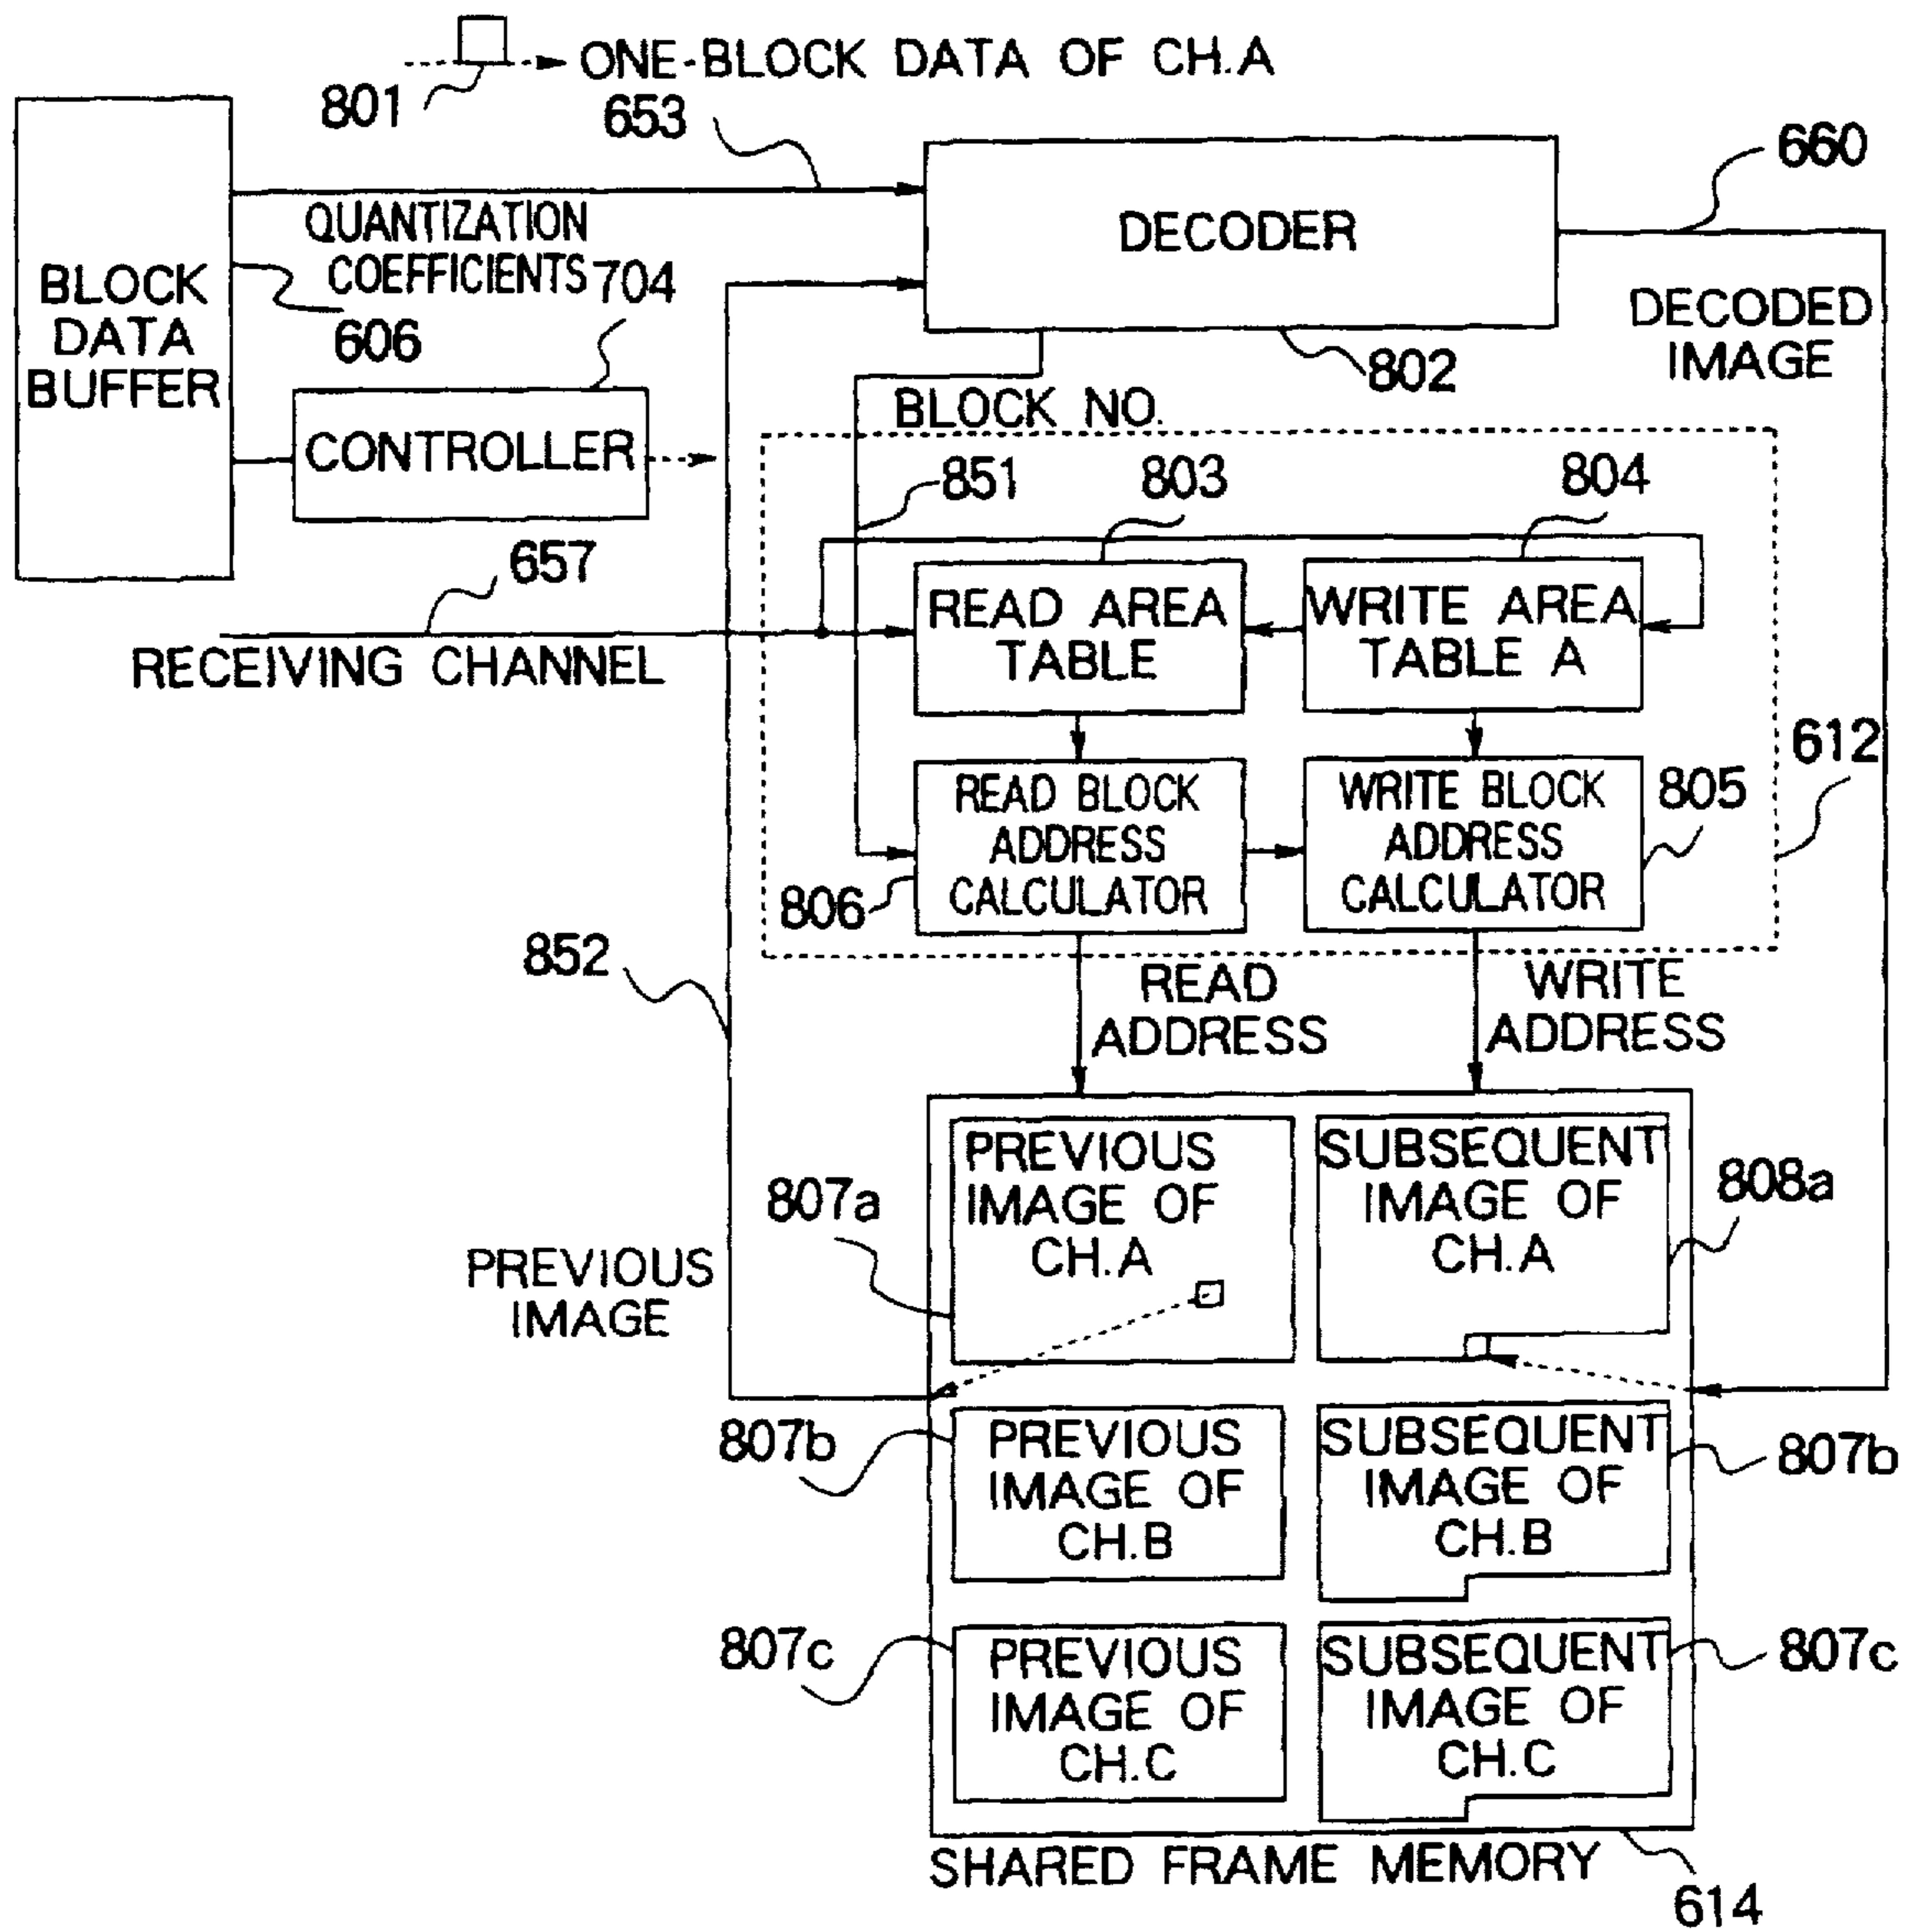 ONE-BLOCK DATA OF CH.A
801
653
660
QUANTIZATION
COEFFICIENTS
704
606
BLOCK
DATA
BUFFER
DECODER
802
DECODED
IMAGE
BLOCK NO.
CONTROLLER
851
803
804
657
RECEIVING CHANNEL
READ AREA
TABLE
WRITE AREA
TABLE A
612
READ BLOCK
ADDRESS
CALCULATOR
806
WRITE BLOCK
ADDRESS
CALCULATOR
805
852
READ
ADDRESS
WRITE
ADDRESS
PREVIOUS
IMAGE
807a
PREVIOUS
IMAGE OF
CH.A
SUBSEQUENT
IMAGE OF
CH.A
808a
807b
PREVIOUS
IMAGE OF
CH.B
SUBSEQUENT
IMAGE OF
CH.B
807b
807c
PREVIOUS
IMAGE OF
CH.C
SUBSEQUENT
IMAGE OF
CH.C
807c
SHARED FRAME MEMORY
614